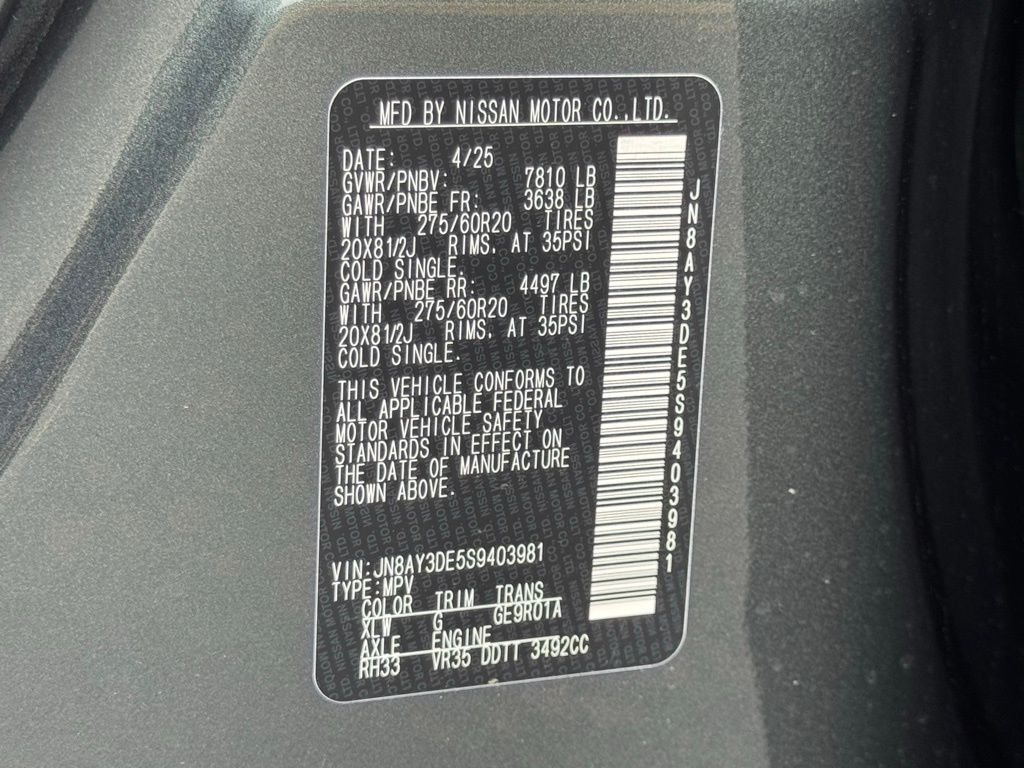 MFD BY NISSAN MOTOR CO.,LTD.
DATE: 4/25
GVWR/PNBV: 7810 LB
GAWR/PNBE FR: 3638 LB
WITH 275/60R20 TIRES
20X81/2J RIMS, AT 35PSI
COLD SINGLE.
GAWR/PNBE RR: 4497 LB
WITH 275/60R20 TIRES
20X81/2J RIMS, AT 35PSI
COLD SINGLE.
THIS VEHICLE CONFORMS TO
ALL APPLICABLE FEDERAL
MOTOR VEHICLE SAFETY
STANDARDS IN EFFECT ON
THE DATE OF MANUFACTURE
SHOWN ABOVE.
VIN: JN8AY3DE5S9403981
TYPE: MPV
COLOR TRIM TRANS
XLW G GE9R01A
AXLE ENGINE
RH33 VR35 DDTT 3492CC
JN8AY3DE5S9403981